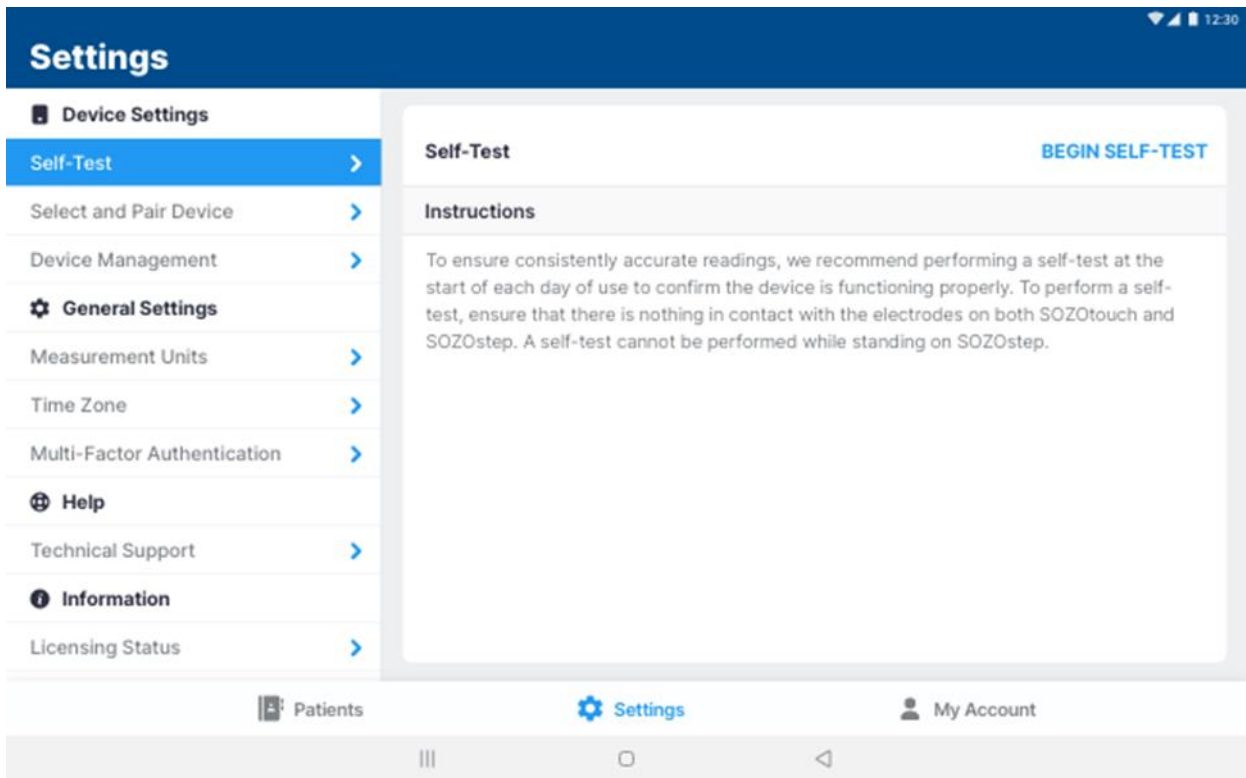 12:30
Settings
Device Settings
Self-Test
Select and Pair Device
Device Management
General Settings
Measurement Units
Time Zone
Multi-Factor Authentication
Help
Technical Support
Information
Licensing Status
Self-Test
BEGIN SELF-TEST
Instructions
To ensure consistently accurate readings, we recommend performing a self-test at the
start of each day of use to confirm the device is functioning properly. To perform a self-
test, ensure that there is nothing in contact with the electrodes on both SOZOtouch and
SOZOstep. A self-test cannot be performed while standing on SOZOstep.
Patients
Settings
My Account